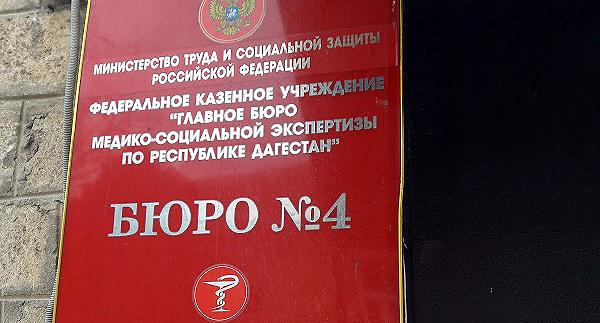 МИНИСТЕРСТВО ТРУДА И СОЦИАЛЬНОЙ ЗАЩИТЫ
РОССИЙСКОЙ ФЕДЕРАЦИИ
ФЕДЕРАЛЬНОЕ КАЗЕННОЕ УЧРЕЖДЕНИЕ
"ГЛАВНОЕ БЮРО
МЕДИКО-СОЦИАЛЬНОЙ ЭКСПЕРТИЗЫ
ПО РЕСПУБЛИКЕ ДАГЕСТАН"
БЮРО №4